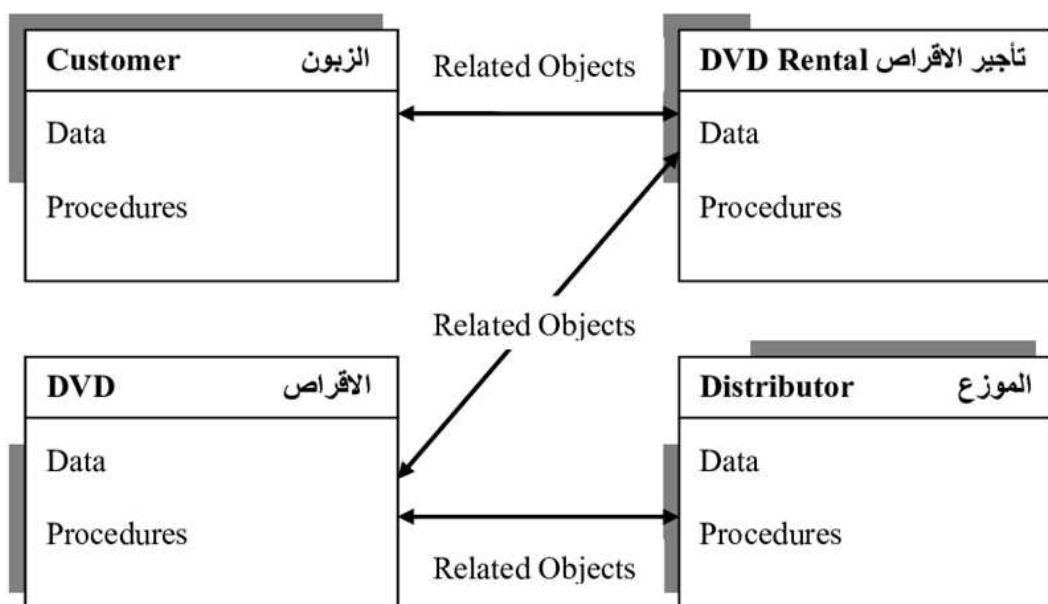 Customer الزبون
Data
Procedures
Related Objects
DVD Rental تأجير الاقراص
Data
Procedures
Related Objects
DVD الاقراص
Data
Procedures
Related Objects
Distributor الموزع
Data
Procedures